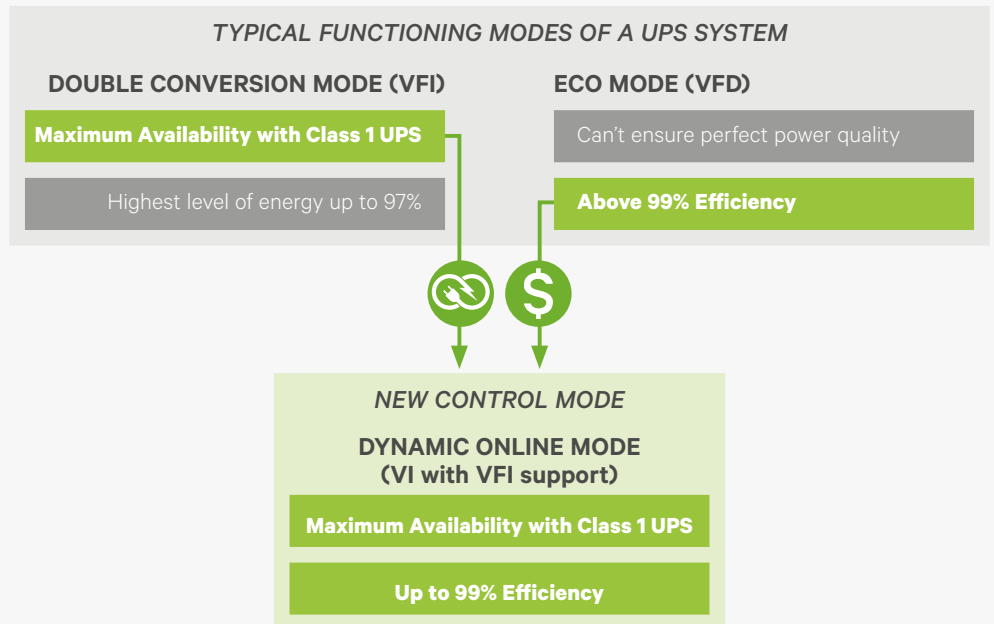 TYPICAL FUNCTIONING MODES OF A UPS SYSTEM
DOUBLE CONVERSION MODE (VFI)
Maximum Availability with Class 1 UPS
Highest level of energy up to 97%
ECO MODE (VFD)
Can't ensure perfect power quality
Above 99% Efficiency
$
NEW CONTROL MODE
DYNAMIC ONLINE MODE
(VI with VFI support)
Maximum Availability with Class 1 UPS
Up to 99% Efficiency